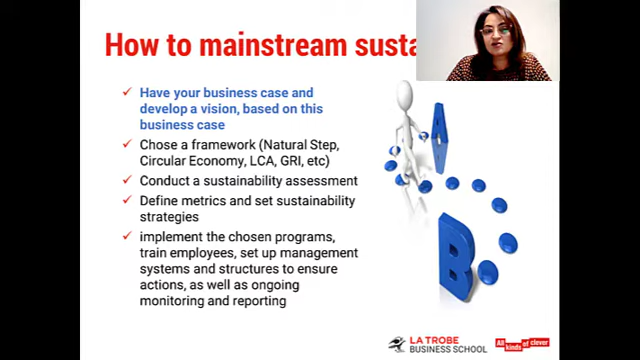 How to mainstream susta
Have your business case and
develop a vision, based on this
business case
Chose a framework (Natural Step,
Circular Economy, LCA, GRI, etc)
Conduct a sustainability assessment
Define metrics and set sustainability
strategies
implement the chosen programs,
train employees, set up management
systems and structures to ensure
actions, as well as ongoing
monitoring and reporting
A
B
LA TROBE
BUSINESS SCHOOL
All
kinds of clever